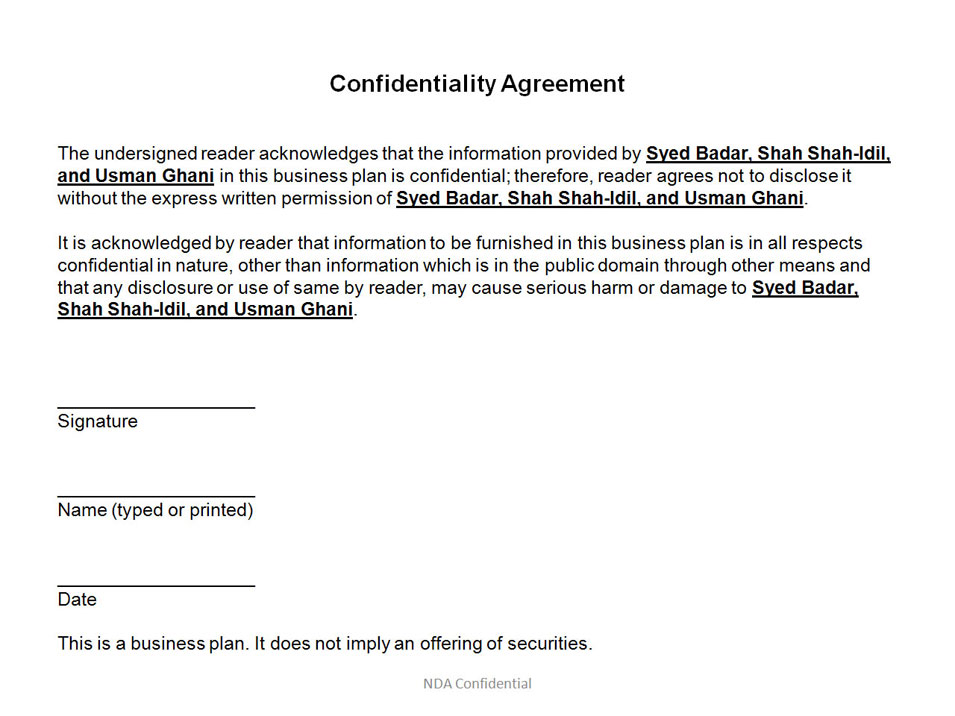 Confidentiality Agreement
The undersigned reader acknowledges that the information provided by Syed Badar, Shah Shah-Idil,
and Usman Ghani in this business plan is confidential; therefore, reader agrees not to disclose it
without the express written permission of Syed Badar, Shah Shah-Idil, and Usman Ghani.
It is acknowledged by reader that information to be furnished in this business plan is in all respects
confidential in nature, other than information which is in the public domain through other means and
that any disclosure or use of same by reader, may cause serious harm or damage to Syed Badar,
Shah Shah-Idil, and Usman Ghani.
Signature
Name (typed or printed)
Date
This is a business plan. It does not imply an offering of securities.
NDA Confidential